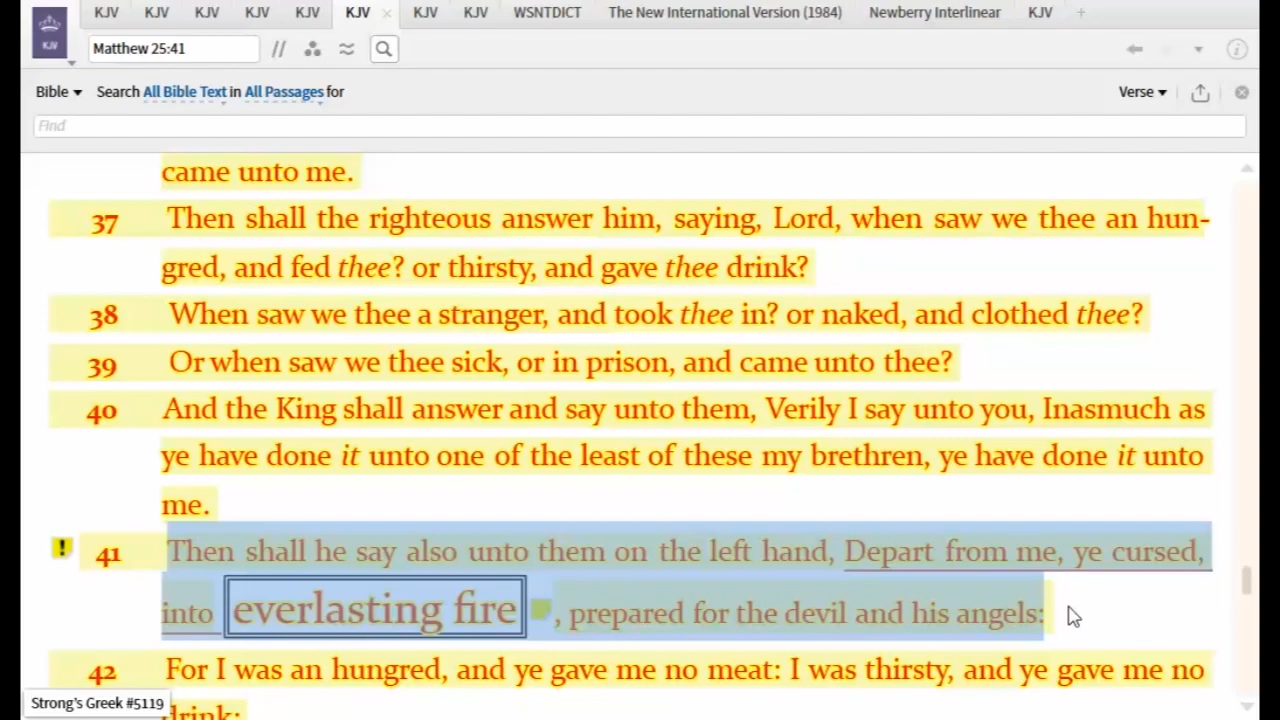 KJV KJV KJV KJV KJV KJV KJV KJV WSNTDICT The New International Version (1984) Newberry Interlinear KJV
KJV
Matthew 25:41
Bible Search All Bible Text in All Passages for Verse
Find
came unto me.
37 Then shall the righteous answer him, saying, Lord, when saw we thee an hun-
gred, and fed thee? or thirsty, and gave thee drink?
38 When saw we thee a stranger, and took thee in? or naked, and clothed thee?
39 Or when saw we thee sick, or in prison, and came unto thee?
40 And the King shall answer and say unto them, Verily I say unto you, Inasmuch as
ye have done it unto one of the least of these my brethren, ye have done it unto
me.
41 Then shall he say also unto them on the left hand, Depart from me, ye cursed,
into everlasting fire , prepared for the devil and his angels:
42 For I was an hungred, and ye gave me no meat: I was thirsty, and ye gave me no
Strong's Greek #5119
drink: